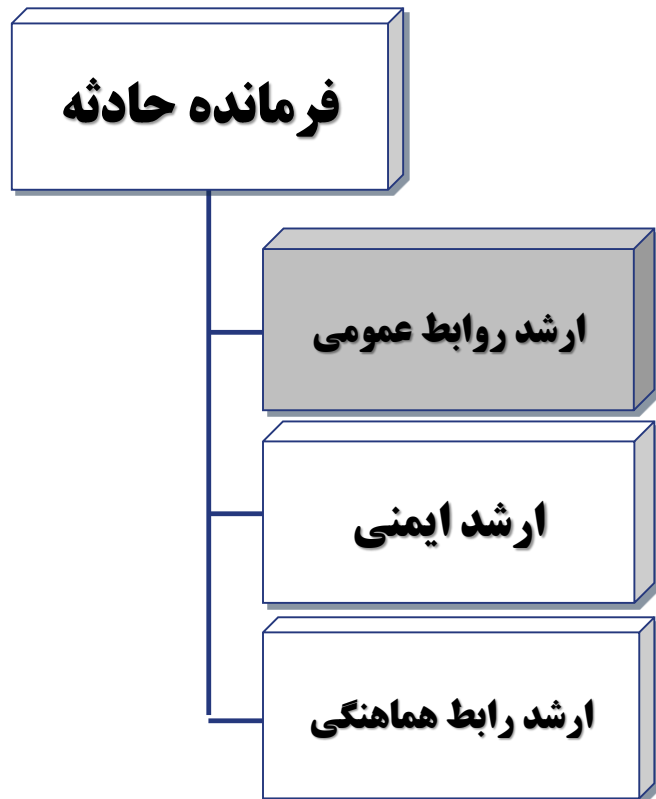 فرمانده حادثه
ارشد روابط عمومی
ارشد ایمنی
ارشد رابط هماهنگی